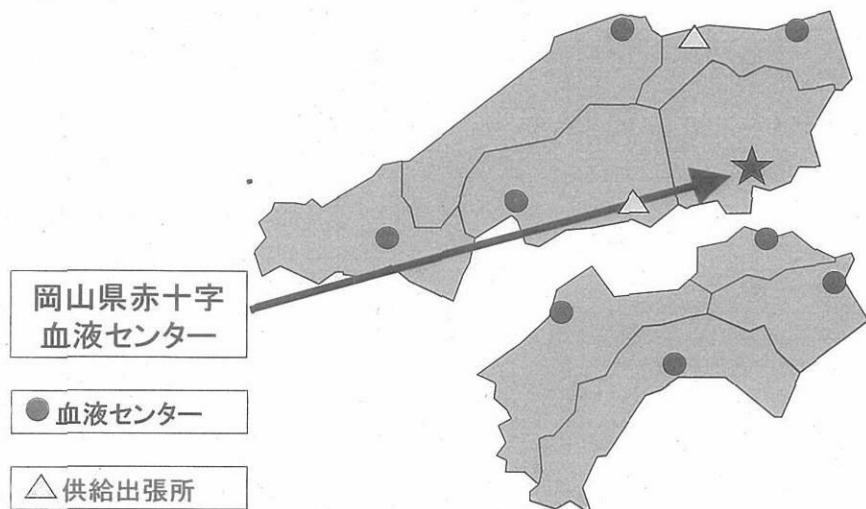 岡山県赤十字
血液センター
血液センター
供給出張所